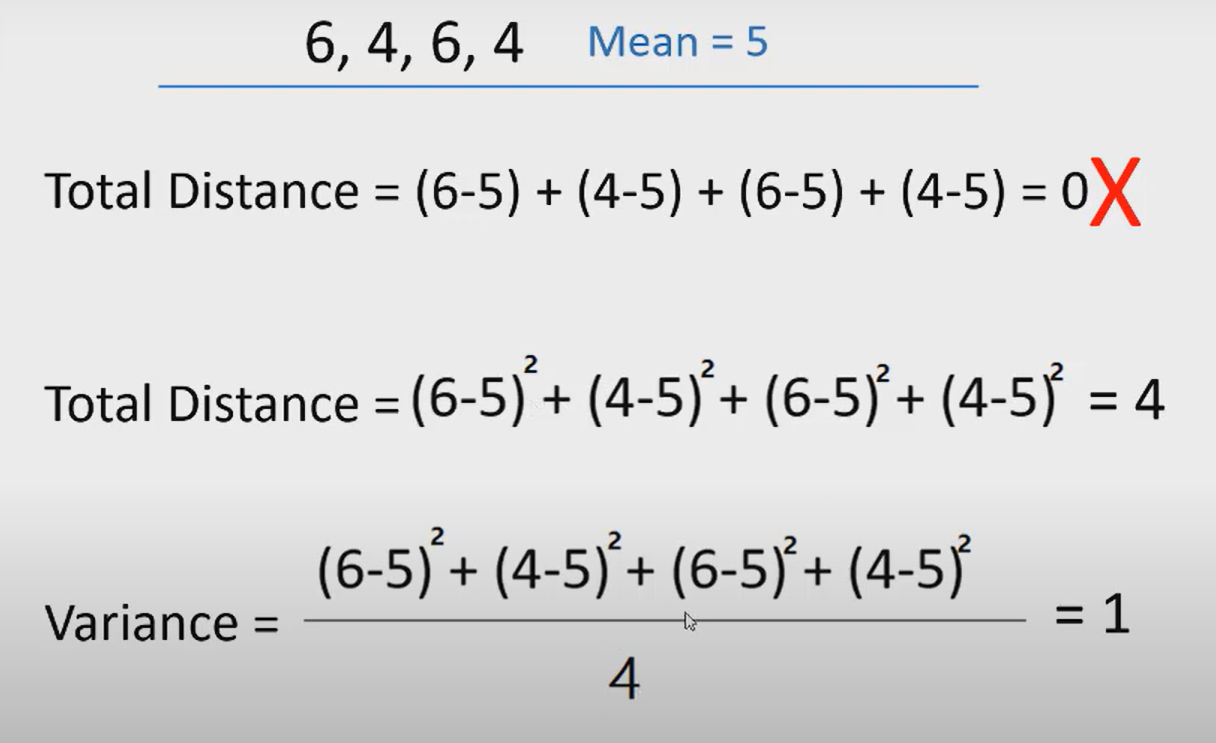 6, 4, 6, 4 Mean = 5
Total Distance = (6-5) + (4-5) + (6-5) + (4-5) = 0 X
Total Distance = (6-5)² + (4-5)² + (6-5)² + (4-5)² = 4
(6-5)² + (4-5)² + (6-5)² + (4-5)²
Variance = = 1
4